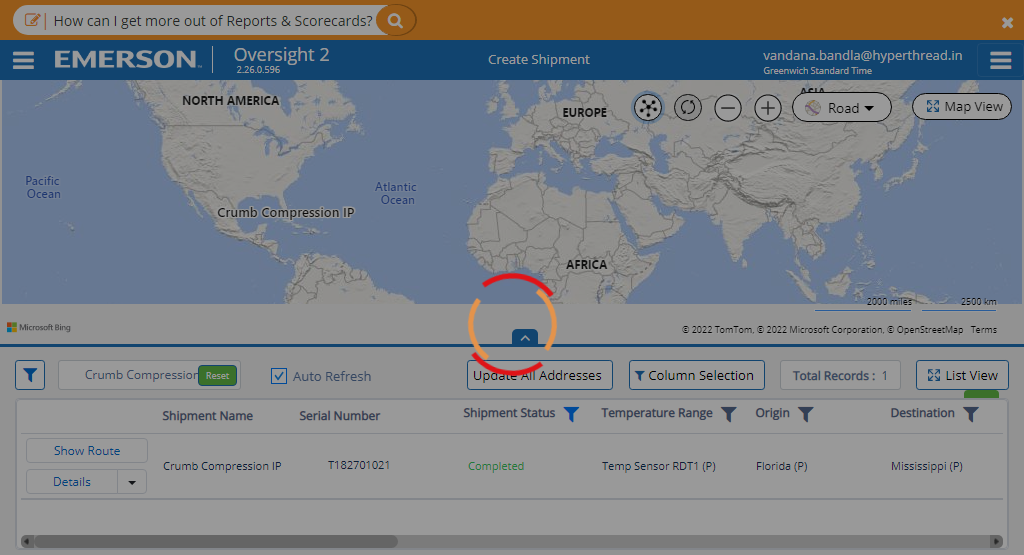 How can I get more out of Reports & Scorecards?
EMERSON
Oversight 2
2.26.0.596
Create Shipment
vandana.bandla@hyperthread.in
Greenwich Standard Time
NORTH AMERICA
EUROPE
ASIA
Road
Map View
Pacific
Ocean
Atlantic
Ocean
Crumb Compression IP
AFRICA
2000 miles
2500 km
Microsoft Bing
© 2022 TomTom, © 2022 Microsoft Corporation, © OpenStreetMap Terms
Crumb Compression
Reset
Auto Refresh
Update All Addresses
Column Selection
Total Records : 1
List View
Shipment Name
Serial Number
Shipment Status
Temperature Range
Origin
Destination
Show Route
Details
Crumb Compression IP
T182701021
Completed
Temp Sensor RDT1 (P)
Florida (P)
Mississippi (P)